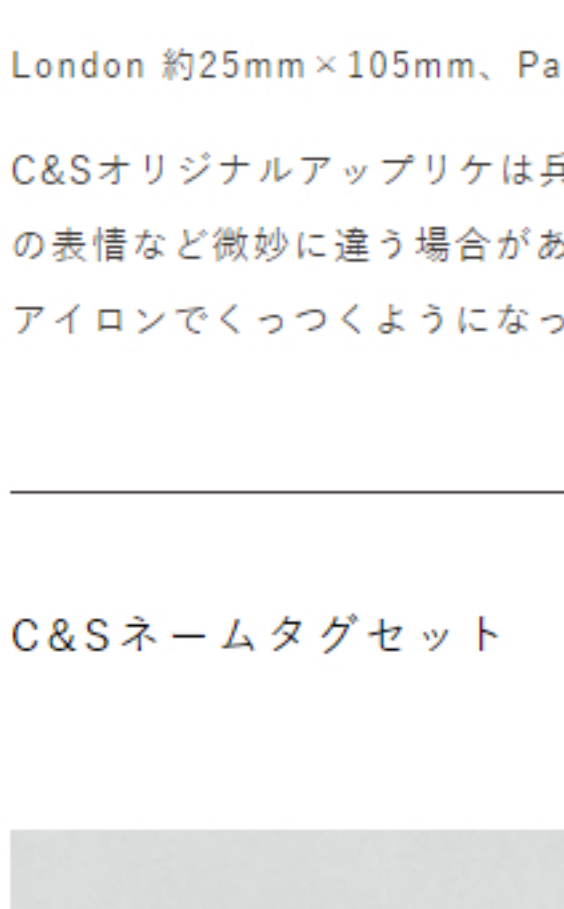 London 約25mm×105mm、Pa
C&Sオリジナルアップリケは兵
の表情など微妙に違う場合があ
アイロンでくっつくようになっ
C&Sネームタグセット